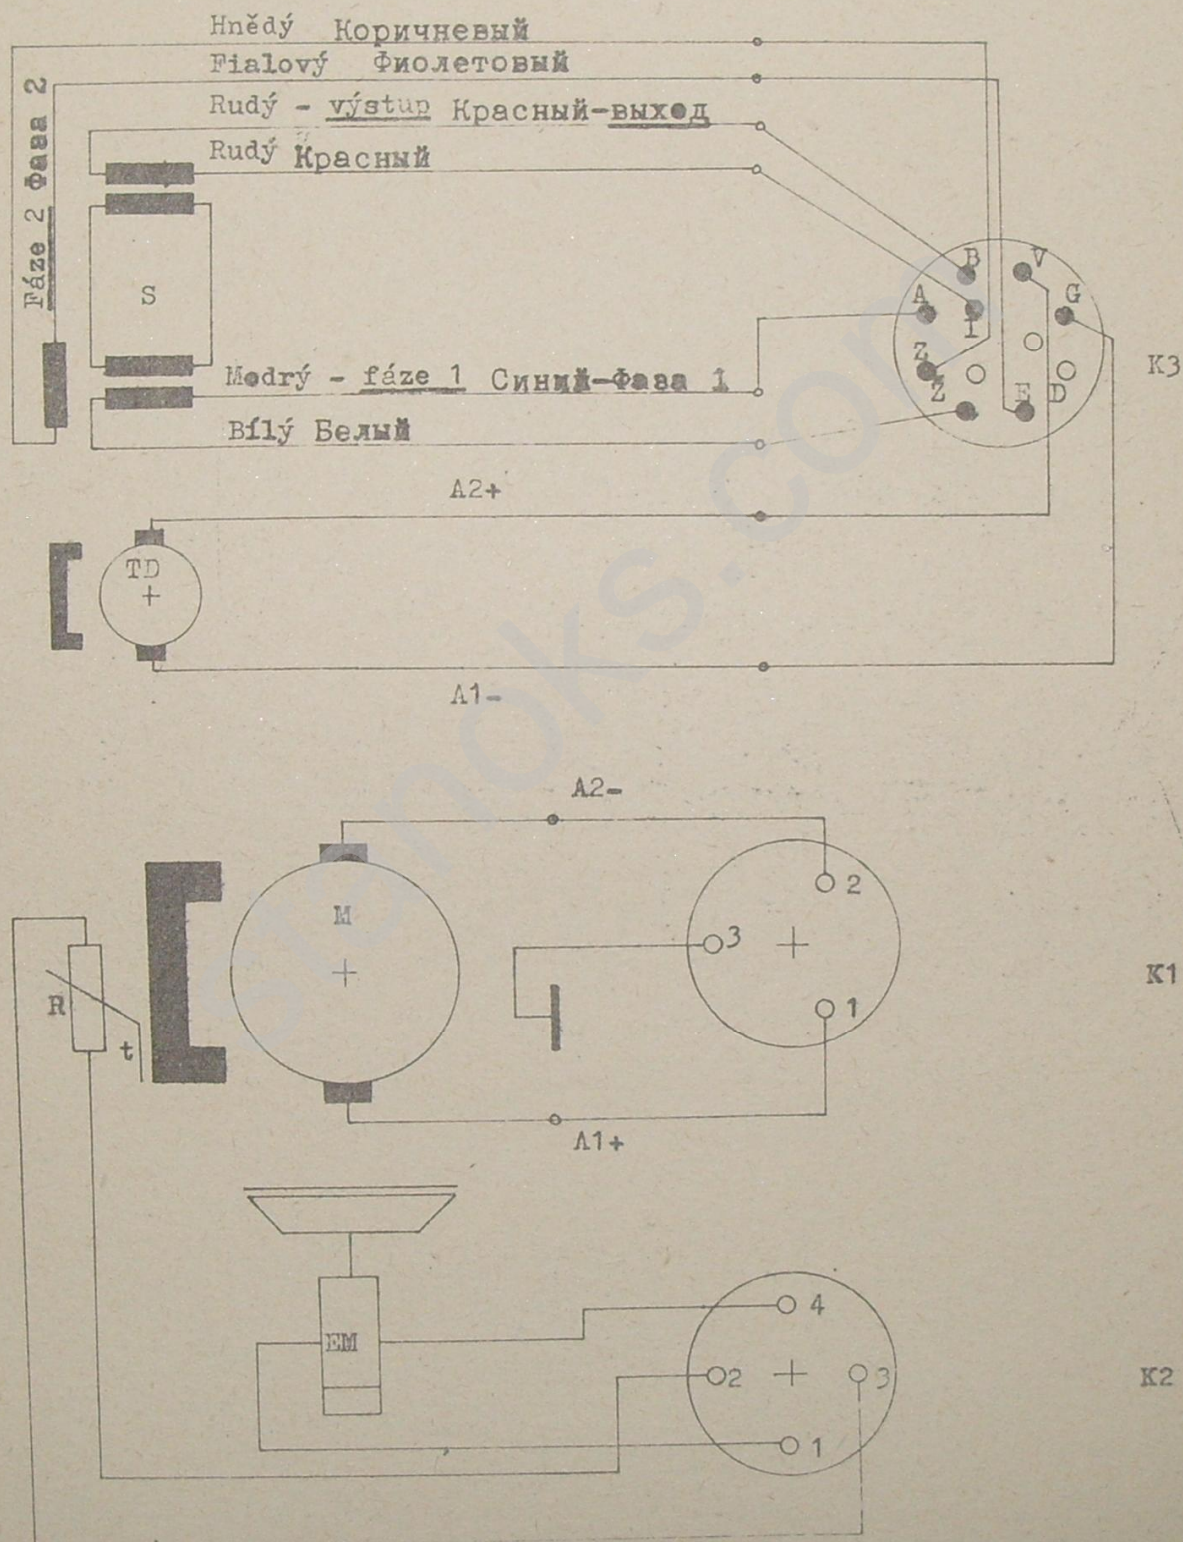 Hnědý Коричневый
Fialový Фиолетовый
Rudý - výstup Красный-выход
Rudý Красный
Fáze 2 Фаза 2
S
B
V
A
G
I
Z
K3
Z
E
D
Modrý - fáze 1 Синий-Фаза 1
Bílý Белый
A2+
TD
A1-
A2-
M
2
3
K1
R
1
t
A1+
4
EM
2
3
K2
1
stanoks.com